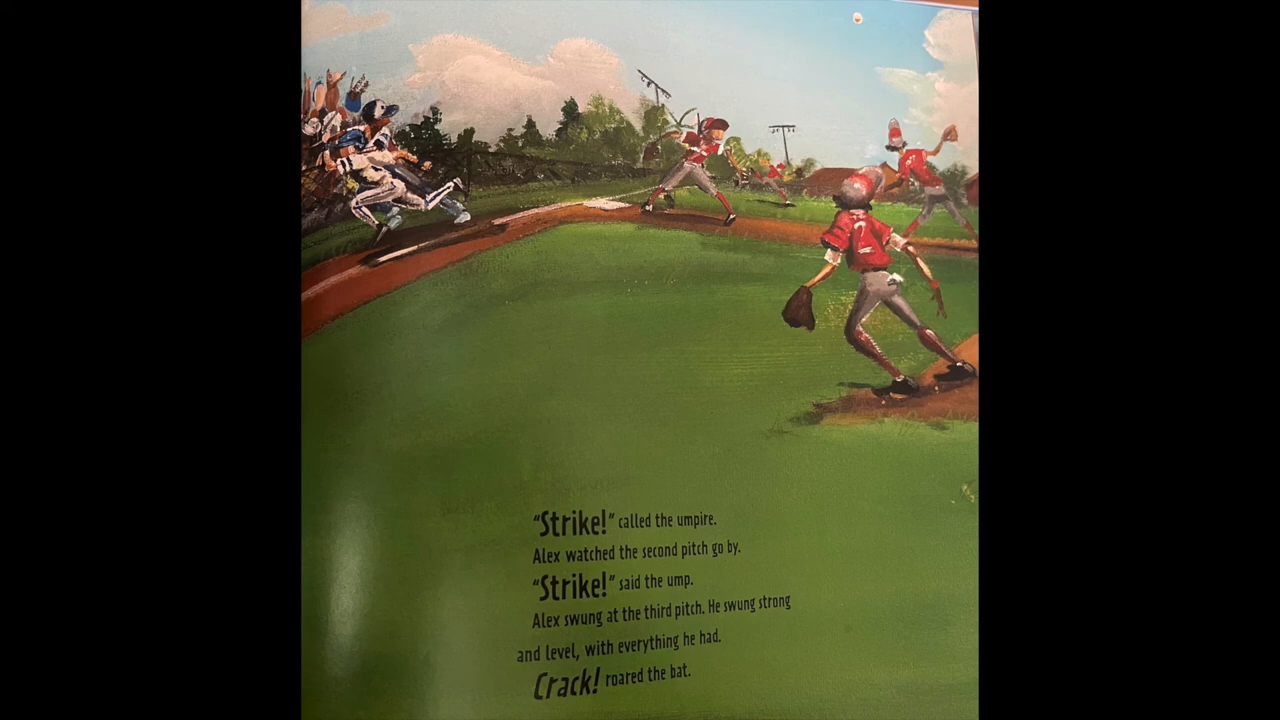 “Strike!” called the umpire.
Alex watched the second pitch go by.
“Strike!” said the ump.
Alex swung at the third pitch. He swung strong
and level, with everything he had.
Crack! roared the bat.